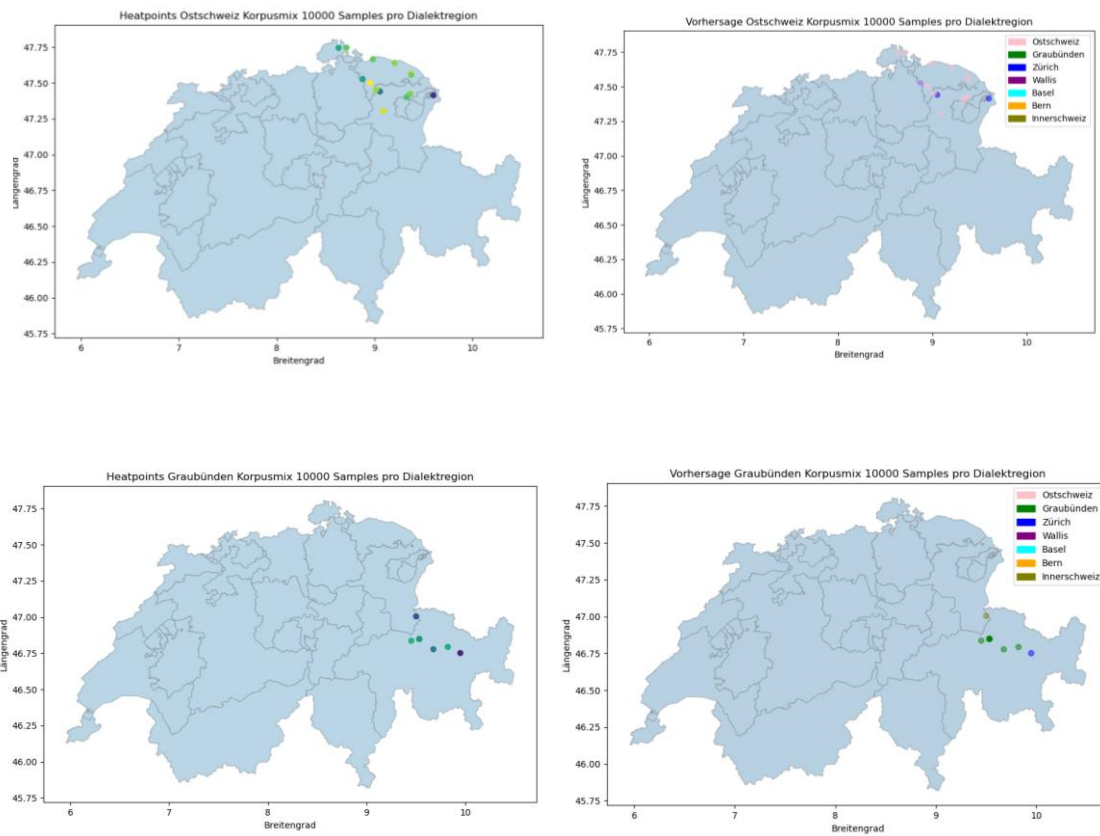 Heatpoints Ostschweiz Korpusmix 10000 Samples pro Dialektregion
47.75
47.50
47.25
47.00
46.75
46.50
46.25
46.00
45.75
Längengrad
6 7 8 9 10
Breitengrad
Vorhersage Ostschweiz Korpusmix 10000 Samples pro Dialektregion
47.75
47.50
47.25
47.00
46.75
46.50
46.25
46.00
45.75
Längengrad
Ostschweiz
Graubünden
Zürich
Wallis
Basel
Bern
Innerschweiz
6 7 8 9 10
Breitengrad
Heatpoints Graubünden Korpusmix 10000 Samples pro Dialektregion
47.75
47.50
47.25
47.00
46.75
46.50
46.25
46.00
45.75
Längengrad
6 7 8 9 10
Breitengrad
Vorhersage Graubünden Korpusmix 10000 Samples pro Dialektregion
47.75
47.50
47.25
47.00
46.75
46.50
46.25
46.00
45.75
Längengrad
Ostschweiz
Graubünden
Zürich
Wallis
Basel
Bern
Innerschweiz
6 7 8 9 10
Breitengrad